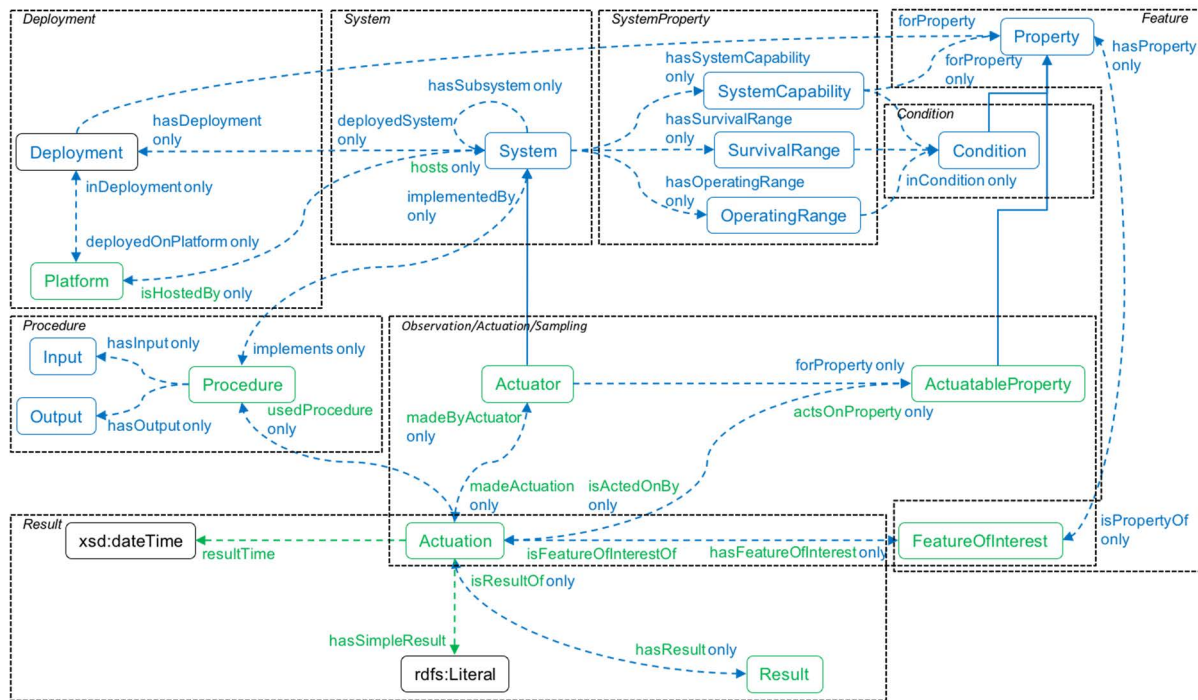 Deployment
System
SystemProperty
Feature
forProperty
Property
hasProperty
only
hasSystemCapability
only
forProperty
only
hasSubsystem only
SystemCapability
hasDeployment
only
deployedSystem
only
hasSurvivalRange
only
Condition
Deployment
System
SurvivalRange
Condition
hosts only
inDeployment only
implementedBy
only
hasOperatingRange
only
inCondition only
OperatingRange
deployedOnPlatform only
Platform
isHostedBy only
Procedure
Observation/Actuation/Sampling
Input
hasInput only
implements only
Procedure
Actuator
forProperty only
ActuatableProperty
Output
hasOutput only
usedProcedure
only
madeByActuator
only
actsOnProperty only
madeActuation
only
isActedOnBy
only
Result
xsd:dateTime
resultTime
Actuation
isFeatureOfInterestOf
hasFeatureOfInterest only
FeatureOfInterest
isPropertyOf
only
isResultOf only
hasSimpleResult
hasResult only
rdfs:Literal
Result